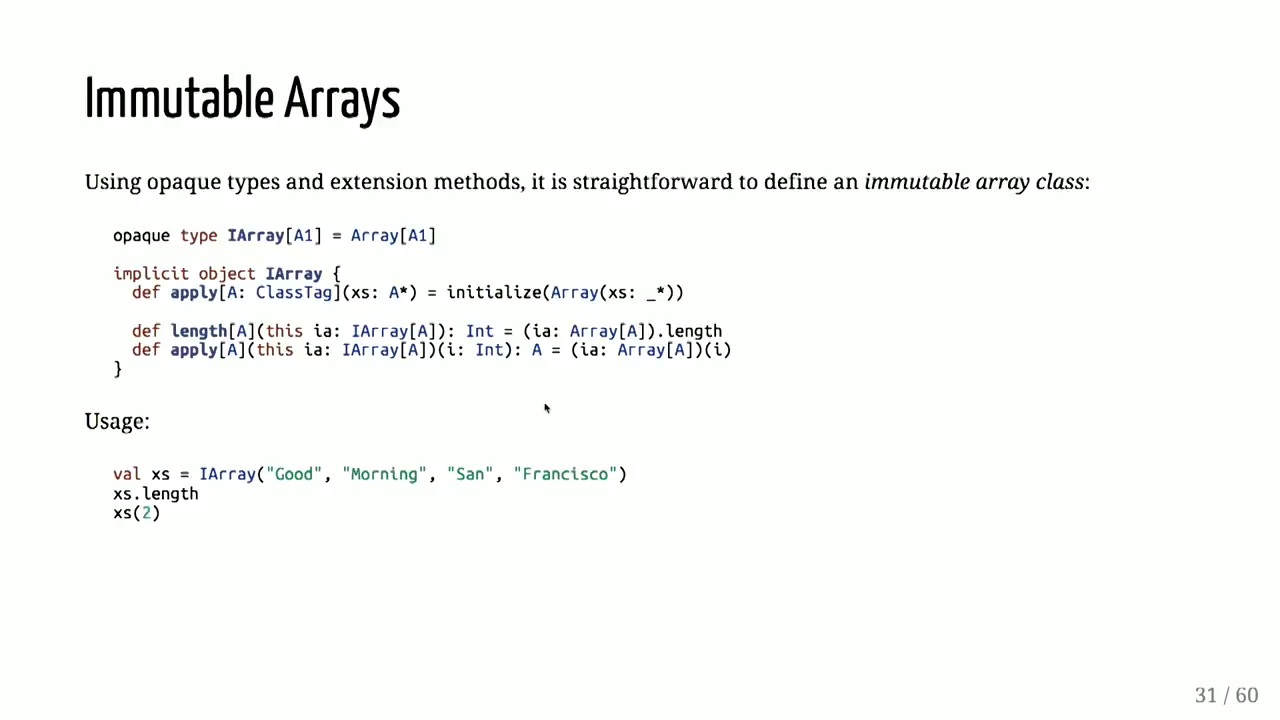 Immutable Arrays
Using opaque types and extension methods, it is straightforward to define an immutable array class:
opaque type IArray[A1] = Array[A1]
implicit object IArray {
def apply[A: ClassTag](xs: A*) = initialize(Array(xs: _*))
def length[A](this ia: IArray[A]): Int = (ia: Array[A]).length
def apply[A](this ia: IArray[A])(i: Int): A = (ia: Array[A])(i)
}
Usage:
val xs = IArray("Good", "Morning", "San", "Francisco")
xs.length
xs(2)
31 / 60